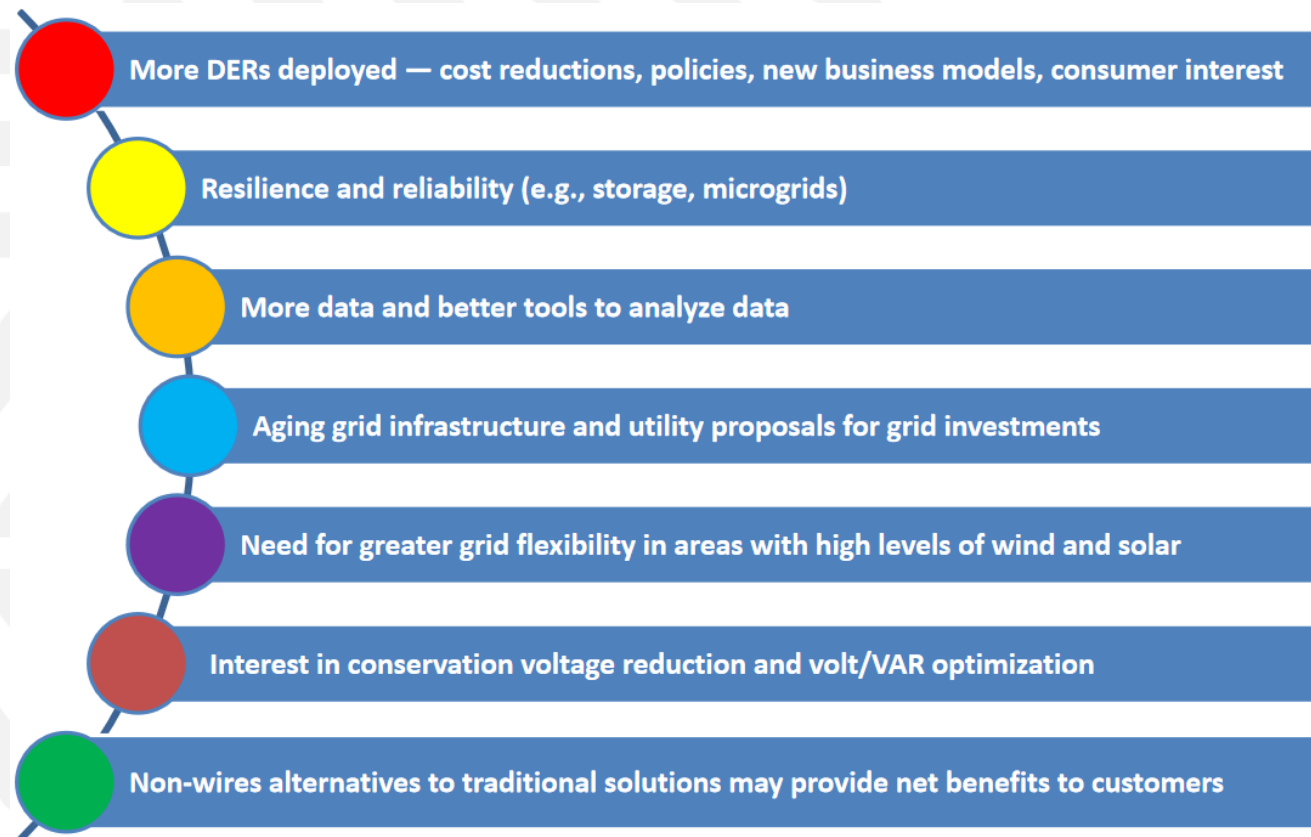 More DERs deployed — cost reductions, policies, new business models, consumer interest
Resilience and reliability (e.g., storage, microgrids)
More data and better tools to analyze data
Aging grid infrastructure and utility proposals for grid investments
Need for greater grid flexibility in areas with high levels of wind and solar
Interest in conservation voltage reduction and volt/VAR optimization
Non-wires alternatives to traditional solutions may provide net benefits to customers